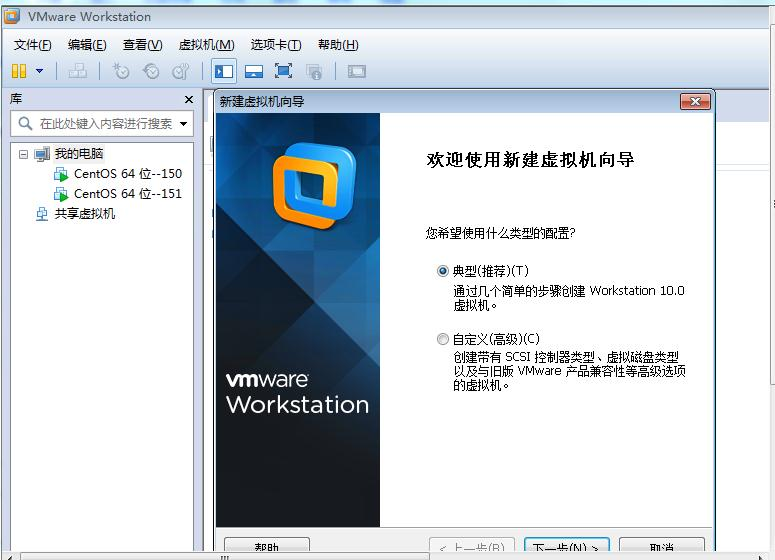 VMware Workstation
文件(F) 编辑(E) 查看(V) 虚拟机(M) 选项卡(T) 帮助(H)
库
在此处键入内容进行搜索
我的电脑
CentOS 64 位--150
CentOS 64 位--151
共享虚拟机
新建虚拟机向导
欢迎使用新建虚拟机向导
您希望使用什么类型的配置?
典型(推荐)(T)
通过几个简单的步骤创建 Workstation 10.0
虚拟机。
自定义(高级)(C)
创建带有 SCSI 控制器类型、虚拟磁盘类型
以及与旧版 VMware 产品兼容性等高级选项
的虚拟机。
vmware
Workstation
帮助 < 上一步(B) 下一步(N) > 取消